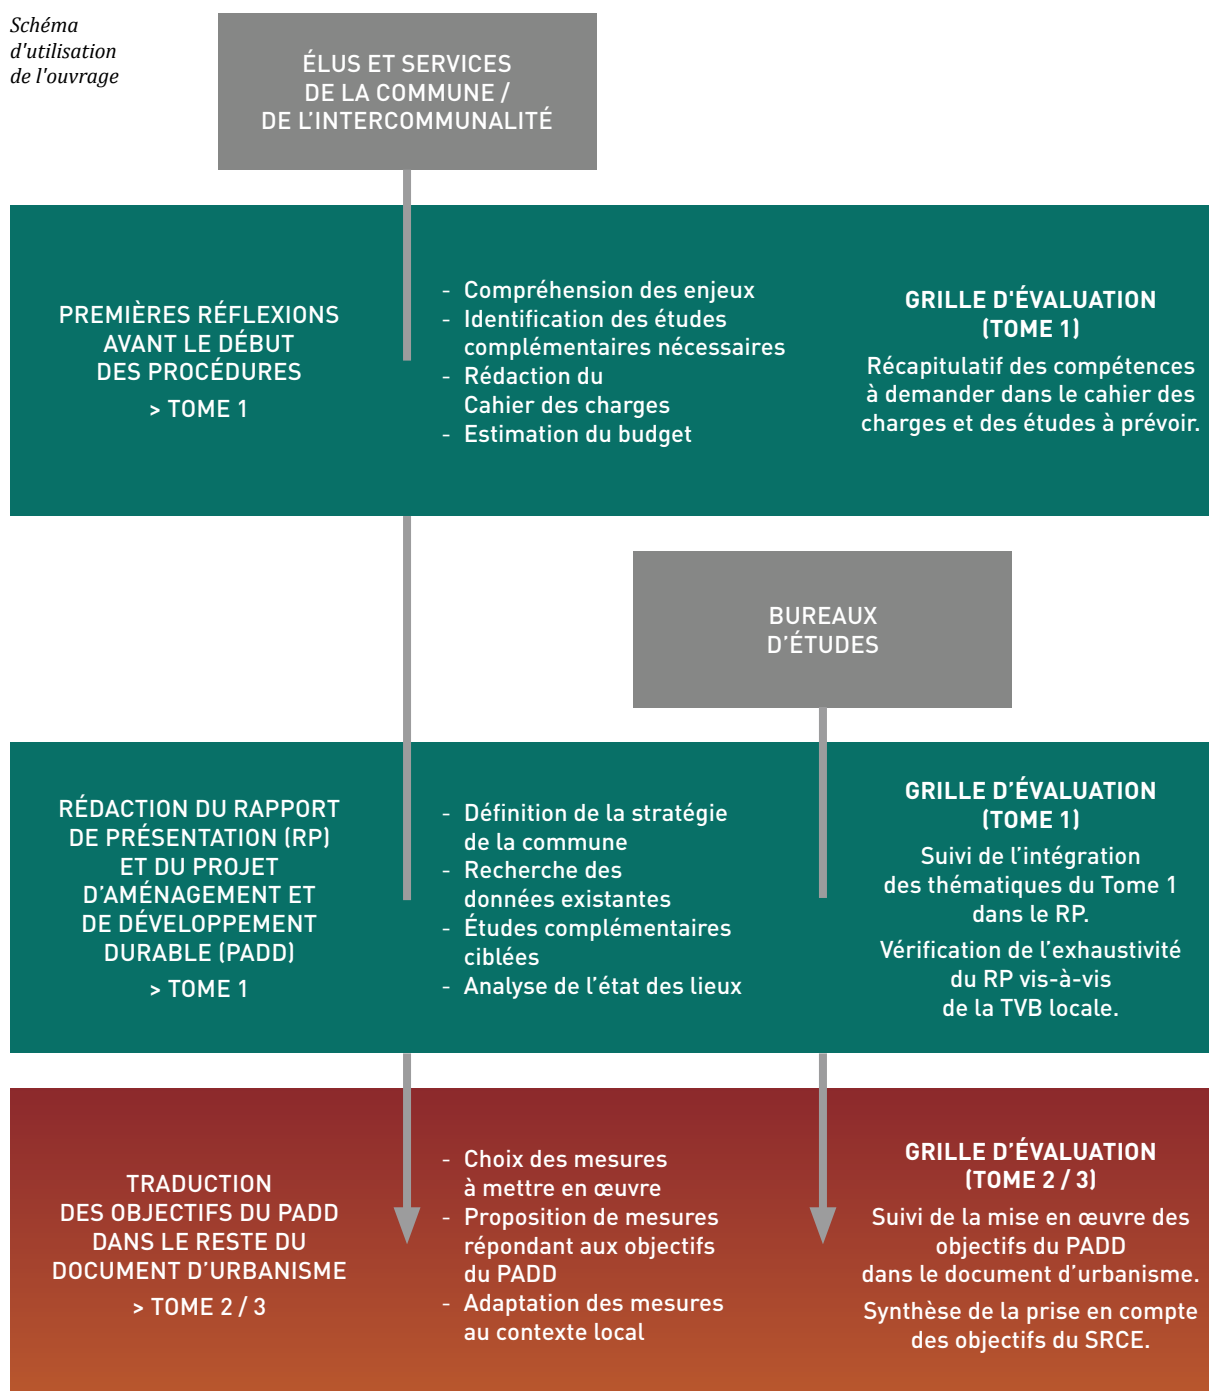 Schéma
d'utilisation
de l'ouvrage
ÉLUS ET SERVICES
DE LA COMMUNE /
DE L’INTERCOMMUNALITÉ
PREMIÈRES RÉFLEXIONS
AVANT LE DÉBUT
DES PROCÉDURES
> TOME 1
- Compréhension des enjeux
- Identification des études
complémentaires nécessaires
- Rédaction du
Cahier des charges
- Estimation du budget
GRILLE D'ÉVALUATION
(TOME 1)
Récapitulatif des compétences
à demander dans le cahier des
charges et des études à prévoir.
BUREAUX
D’ÉTUDES
RÉDACTION DU RAPPORT
DE PRÉSENTATION (RP)
ET DU PROJET
D’AMÉNAGEMENT ET
DE DÉVELOPPEMENT
DURABLE (PADD)
> TOME 1
- Définition de la stratégie
de la commune
- Recherche des
données existantes
- Études complémentaires
ciblées
- Analyse de l’état des lieux
GRILLE D’ÉVALUATION
(TOME 1)
Suivi de l’intégration
des thématiques du Tome 1
dans le RP.
Vérification de l’exhaustivité
du RP vis-à-vis
de la TVB locale.
TRADUCTION
DES OBJECTIFS DU PADD
DANS LE RESTE DU
DOCUMENT D’URBANISME
> TOME 2 / 3
- Choix des mesures
à mettre en œuvre
- Proposition de mesures
répondant aux objectifs
du PADD
- Adaptation des mesures
au contexte local
GRILLE D’ÉVALUATION
(TOME 2 / 3)
Suivi de la mise en œuvre des
objectifs du PADD
dans le document d’urbanisme.
Synthèse de la prise en compte
des objectifs du SRCE.